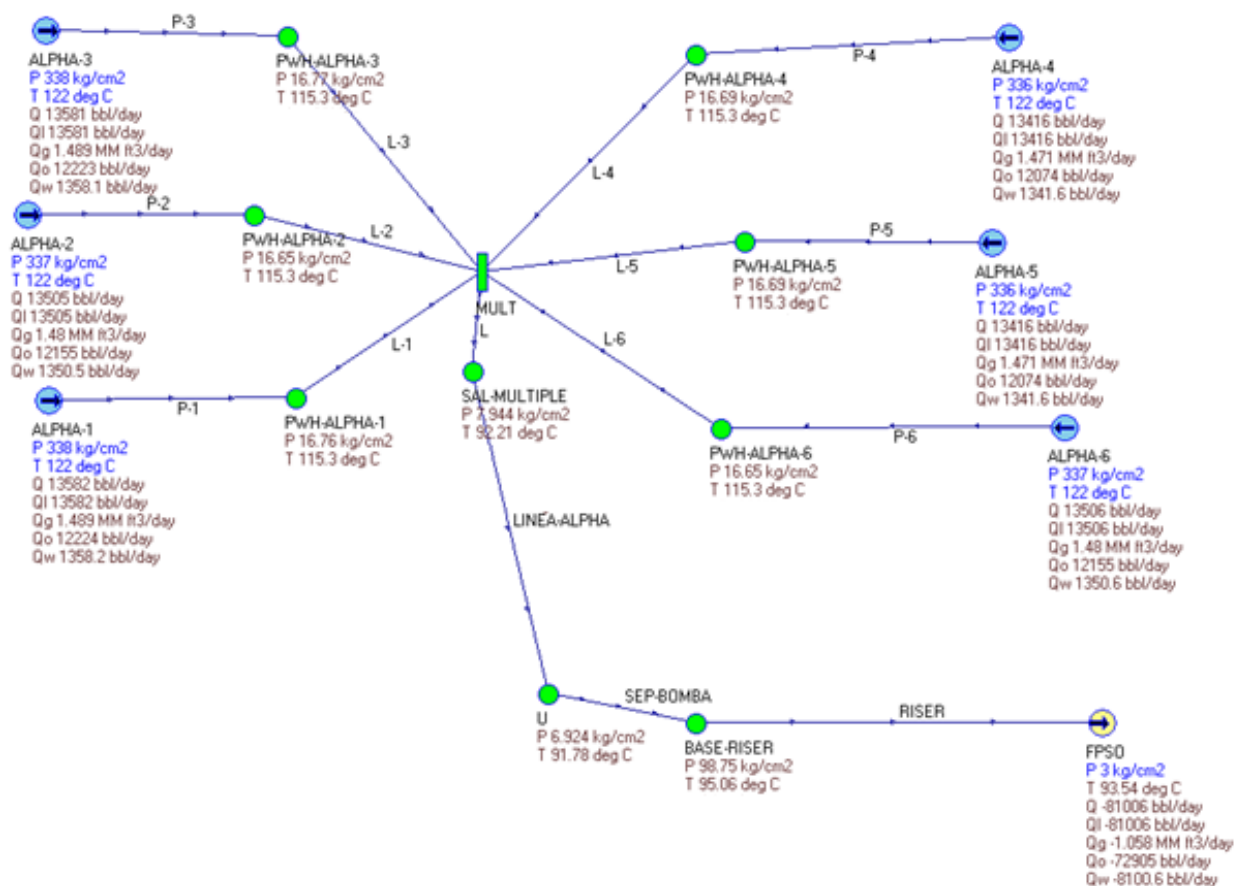 P-3
ALPHA-3
P 338 kg/cm2
T 122 deg C
Q 13581 bbl/day
Ql 13581 bbl/day
Qg 1.489 MM ft3/day
Qo 12223 bbl/day
Qw 1358.1 bbl/day
PWH-ALPHA-3
P 16.77 kg/cm2
T 115.3 deg C
L-3
P-4
PWH-ALPHA-4
P 16.69 kg/cm2
T 115.3 deg C
L-4
ALPHA-4
P 336 kg/cm2
T 122 deg C
Q 13416 bbl/day
Ql 13416 bbl/day
Qg 1.471 MM ft3/day
Qo 12074 bbl/day
Qw 1341.6 bbl/day
P-2
ALPHA-2
P 337 kg/cm2
T 122 deg C
Q 13505 bbl/day
Ql 13505 bbl/day
Qg 1.48 MM ft3/day
Qo 12155 bbl/day
Qw 1350.5 bbl/day
PWH-ALPHA-2
P 16.65 kg/cm2
T 115.3 deg C
L-2
P-5
L-5
PWH-ALPHA-5
P 16.69 kg/cm2
T 115.3 deg C
ALPHA-5
P 336 kg/cm2
T 122 deg C
Q 13416 bbl/day
Ql 13416 bbl/day
Qg 1.471 MM ft3/day
Qo 12074 bbl/day
Qw 1341.6 bbl/day
MULT
L
L-1
L-6
P-1
ALPHA-1
P 338 kg/cm2
T 122 deg C
Q 13582 bbl/day
Ql 13582 bbl/day
Qg 1.489 MM ft3/day
Qo 12224 bbl/day
Qw 1358.2 bbl/day
PWH-ALPHA-1
P 16.76 kg/cm2
T 115.3 deg C
SAL-MULTIPLE
P 7.944 kg/cm2
T 92.21 deg C
P-6
PWH-ALPHA-6
P 16.65 kg/cm2
T 115.3 deg C
ALPHA-6
P 337 kg/cm2
T 122 deg C
Q 13506 bbl/day
Ql 13506 bbl/day
Qg 1.48 MM ft3/day
Qo 12155 bbl/day
Qw 1350.6 bbl/day
LINEA-ALPHA
SEP-BOMBA
RISER
U
P 6.924 kg/cm2
T 91.78 deg C
BASE-RISER
P 98.75 kg/cm2
T 95.06 deg C
FPSO
P 3 kg/cm2
T 93.54 deg C
Q -81006 bbl/day
Ql -81006 bbl/day
Qg -1.058 MM ft3/day
Qo -72905 bbl/day
Qw -8100.6 bbl/day